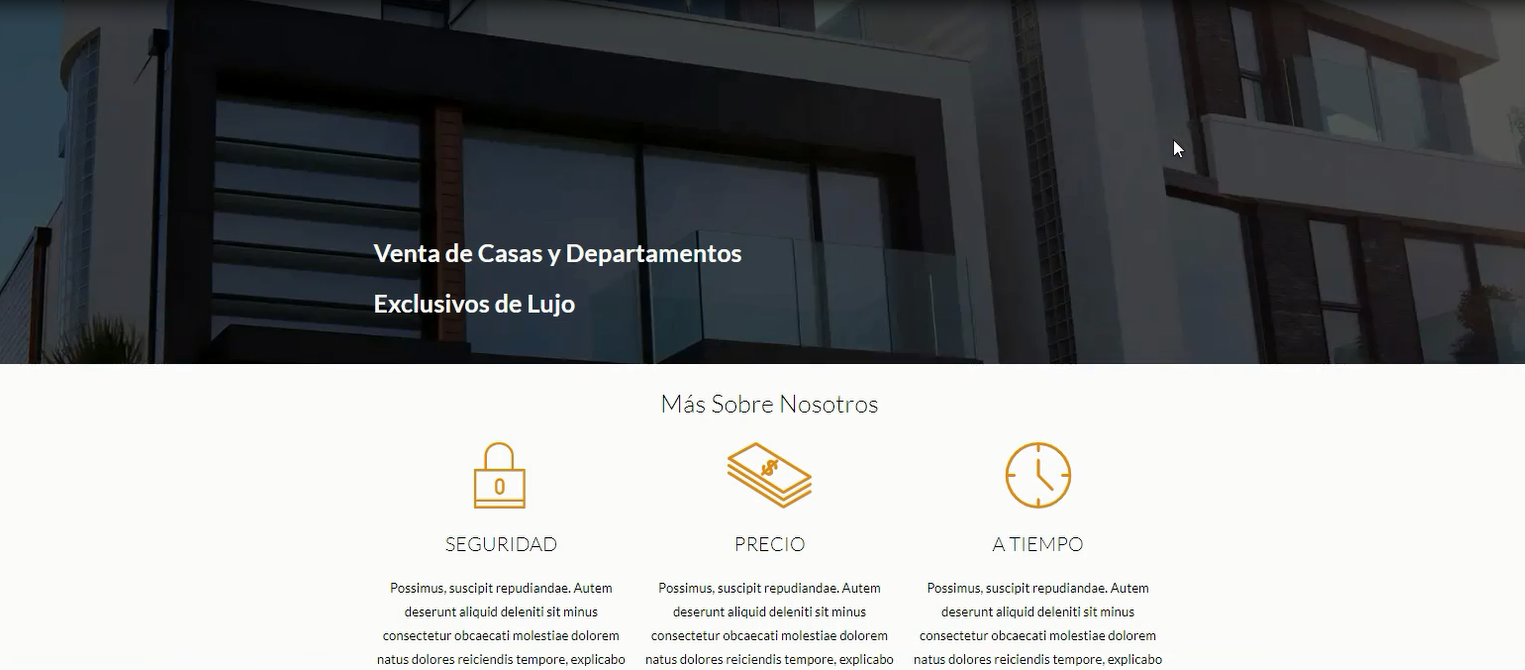 Venta de Casas y Departamentos
Exclusivos de Lujo
Más Sobre Nosotros
SEGURIDAD
PRECIO
A TIEMPO
Possimus, suscipit repudiandae. Autem
deserunt aliquid deleniti sit minus
consectetur obcaecati molestiae dolorem
natus dolores reiciendis tempore, explicabo
Possimus, suscipit repudiandae. Autem
deserunt aliquid deleniti sit minus
consectetur obcaecati molestiae dolorem
natus dolores reiciendis tempore, explicabo
Possimus, suscipit repudiandae. Autem
deserunt aliquid deleniti sit minus
consectetur obcaecati molestiae dolorem
natus dolores reiciendis tempore, explicabo